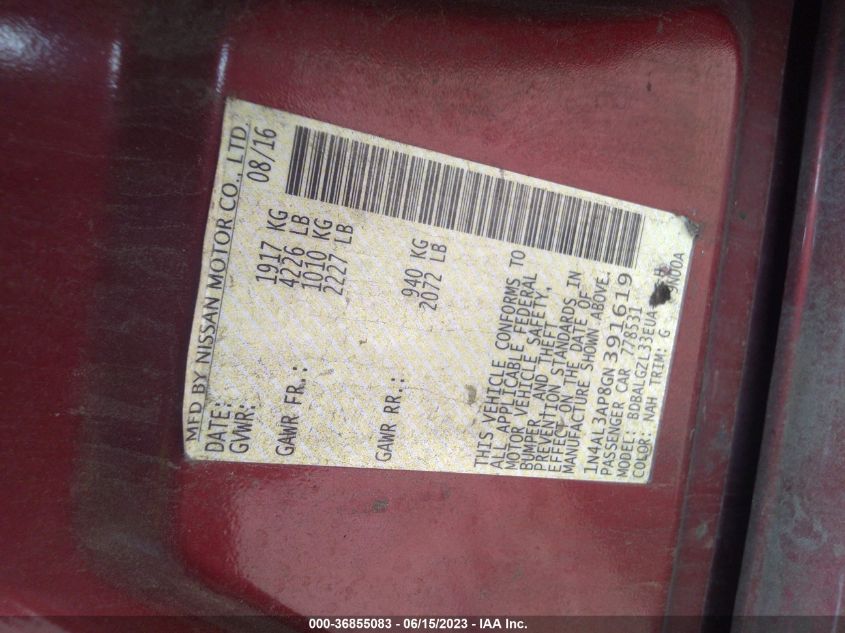 MFD BY NISSAN MOTOR CO., LTD.
DATE: 08/16
GVWR: 1917 KG
4226 LB
GAWR FR.: 1010 KG
2227 LB
GAWR RR.: 940 KG
2072 LB
THIS VEHICLE CONFORMS TO
ALL APPLICABLE FEDERAL
MOTOR VEHICLE SAFETY,
BUMPER, AND THEFT
PREVENTION STANDARDS IN
EFFECT ON THE DATE OF
MANUFACTURE SHOWN ABOVE.
1N4AL3AP8GN391619
PASSENGER CAR 778531
MODEL: BDBALGZL33EUA
COLOR: NAH TRIM: G
000-36855083 - 06/15/2023 - IAA Inc.